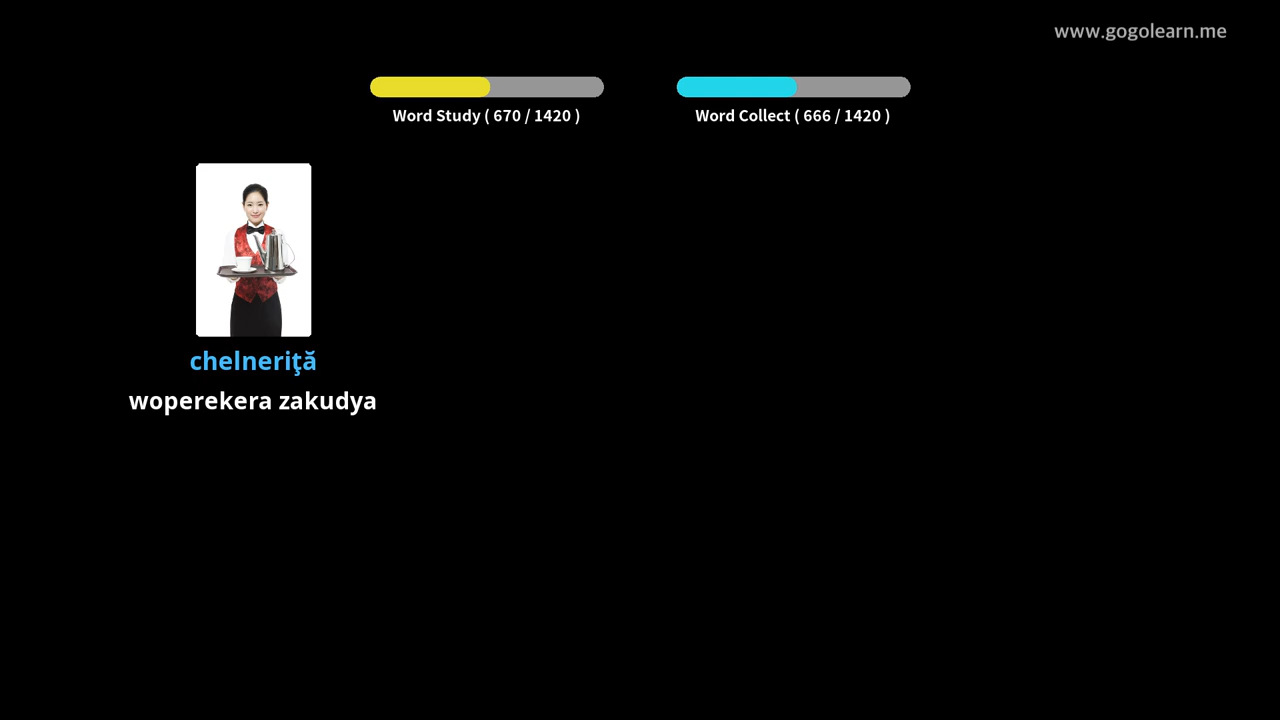 www.gogolearn.me
Word Study ( 670 / 1420 )
Word Collect ( 666 / 1420 )
chelneriţă
woperekera zakudya